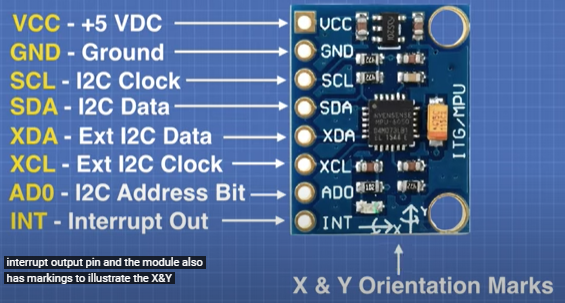 VCC - +5 VDC
GND - Ground
SCL - I2C Clock
SDA - I2C Data
XDA - Ext I2C Data
XCL - Ext I2C Clock
AD0 - I2C Address Bit
INT - Interrupt Out
VCC
GND
SCL
SDA
XDA
XCL
ADO
INT
X
Y
ITG/MPU
X & Y Orientation Marks
interrupt output pin and the module also
has markings to illustrate the X&Y